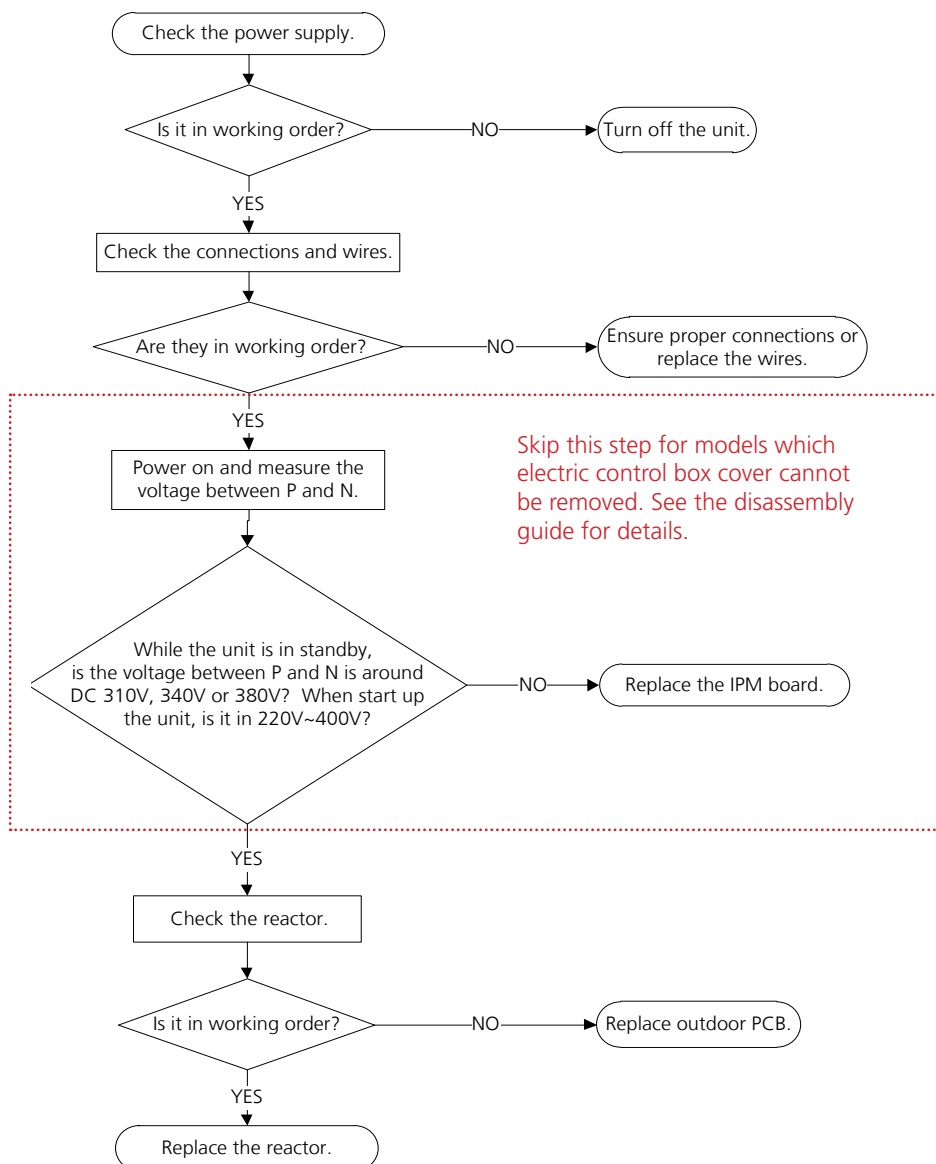 Check the power supply.
Is it in working order?
NO
Turn off the unit.
YES
Check the connections and wires.
Are they in working order?
NO
Ensure proper connections or
replace the wires.
YES
Power on and measure the
voltage between P and N.
Skip this step for models which
electric control box cover cannot
be removed. See the disassembly
guide for details.
While the unit is in standby,
is the voltage between P and N is around
DC 310V, 340V or 380V? When start up
the unit, is it in 220V~400V?
NO
Replace the IPM board.
YES
Check the reactor.
Is it in working order?
NO
Replace outdoor PCB.
YES
Replace the reactor.